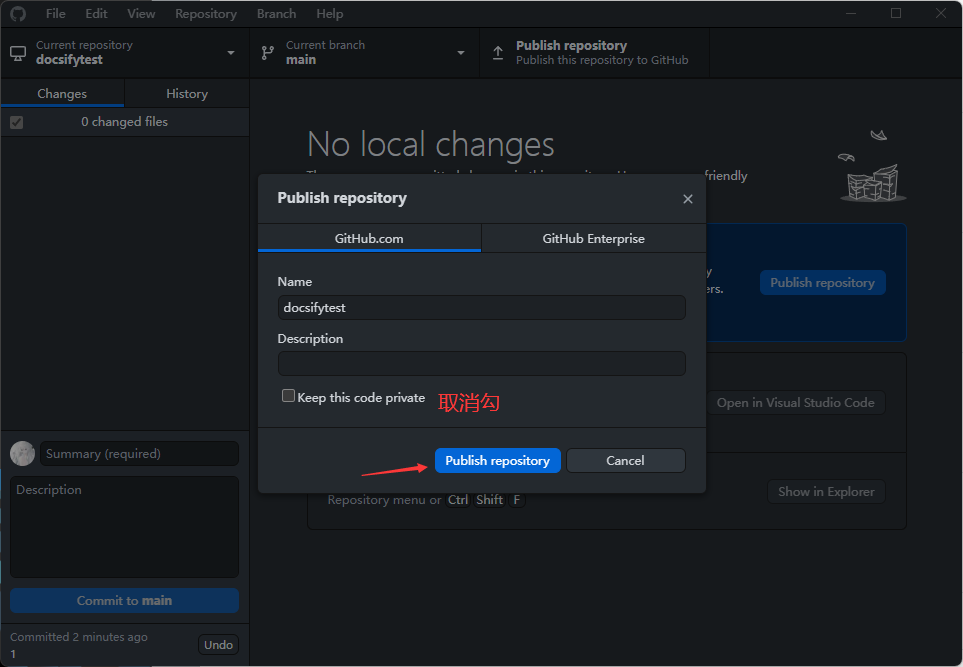 File Edit View Repository Branch Help
Current repository
docsifytest
Current branch
main
Publish repository
Publish this repository to GitHub
Changes
History
0 changed files
No local changes
friendly
Publish repository
GitHub.com
GitHub Enterprise
Name
docsifytest
Description
ers.
Publish repository
Keep this code private
取消勾
Open in Visual Studio Code
Publish repository
Cancel
Summary (required)
Description
Repository menu or Ctrl Shift F
Show in Explorer
Commit to main
Committed 2 minutes ago
1
Undo